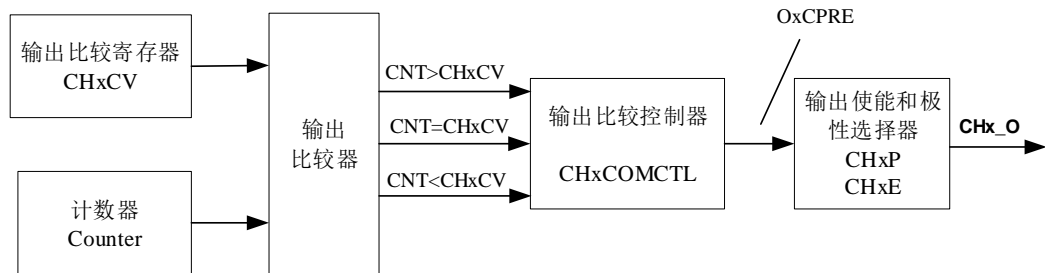 OxCPRE
输出比较寄存器
CHxCV
计数器
Counter
输出
比较器
CNT>CHxCV
CNT=CHxCV
CNT<CHxCV
输出比较控制器
CHxCOMCTL
输出使能和极
性选择器
CHxP
CHxE
CHx_O